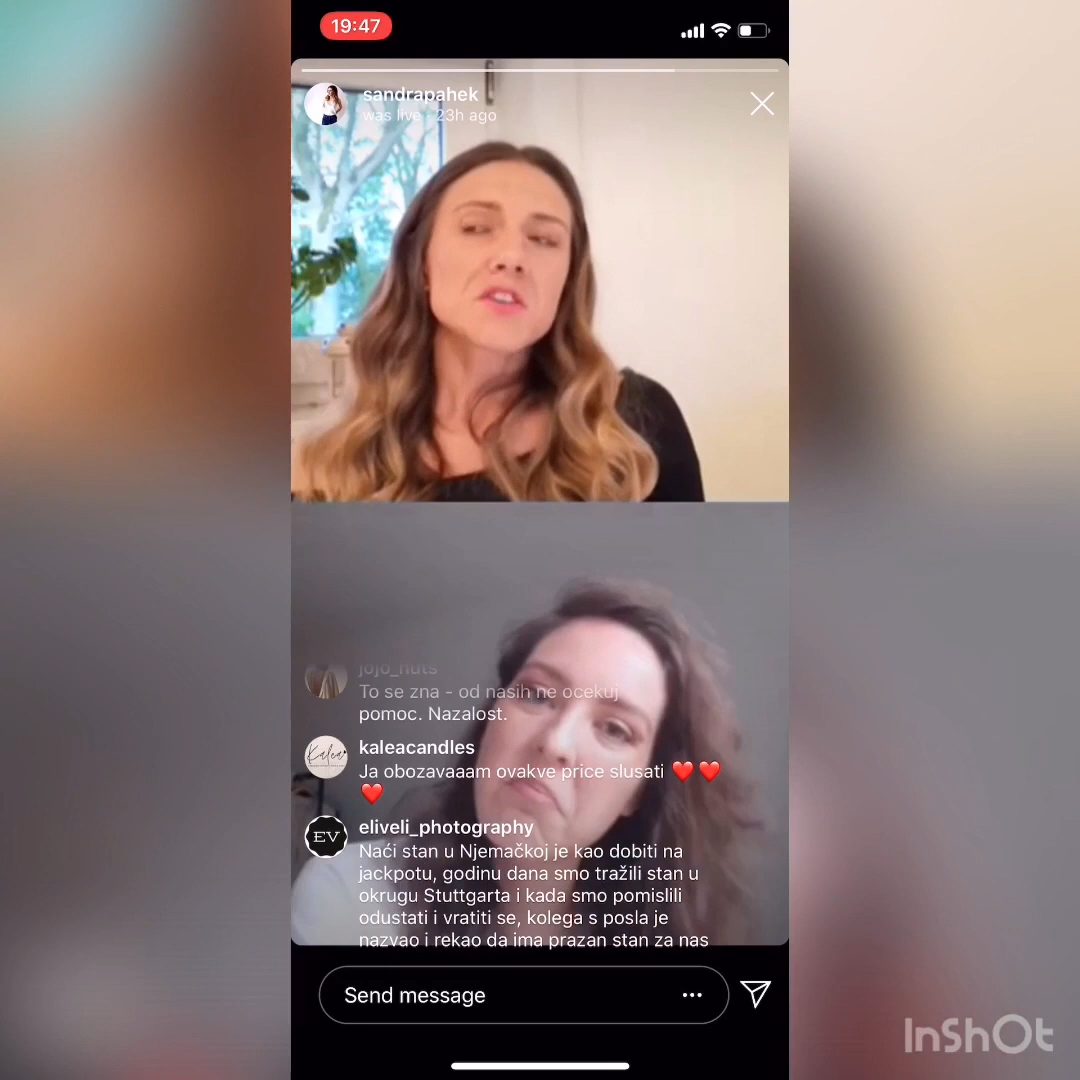 19:47
sandrapahek
was live · 23h ago
jojo_nuts
To se zna - od nasih ne ocekuj
pomoc. Nazalost.
Kalea
kaleacandles
Ja obozavaaam ovakve price slusati ❤️❤️
❤️
EV
eliveli_photography
Naći stan u Njemačkoj je kao dobiti na
jackpotu, godinu dana smo tražili stan u
okrugu Stuttgarta i kada smo pomislili
odustati i vratiti se, kolega s posla je
nazvao i rekao da ima prazan stan za nas
Send message
InShOt